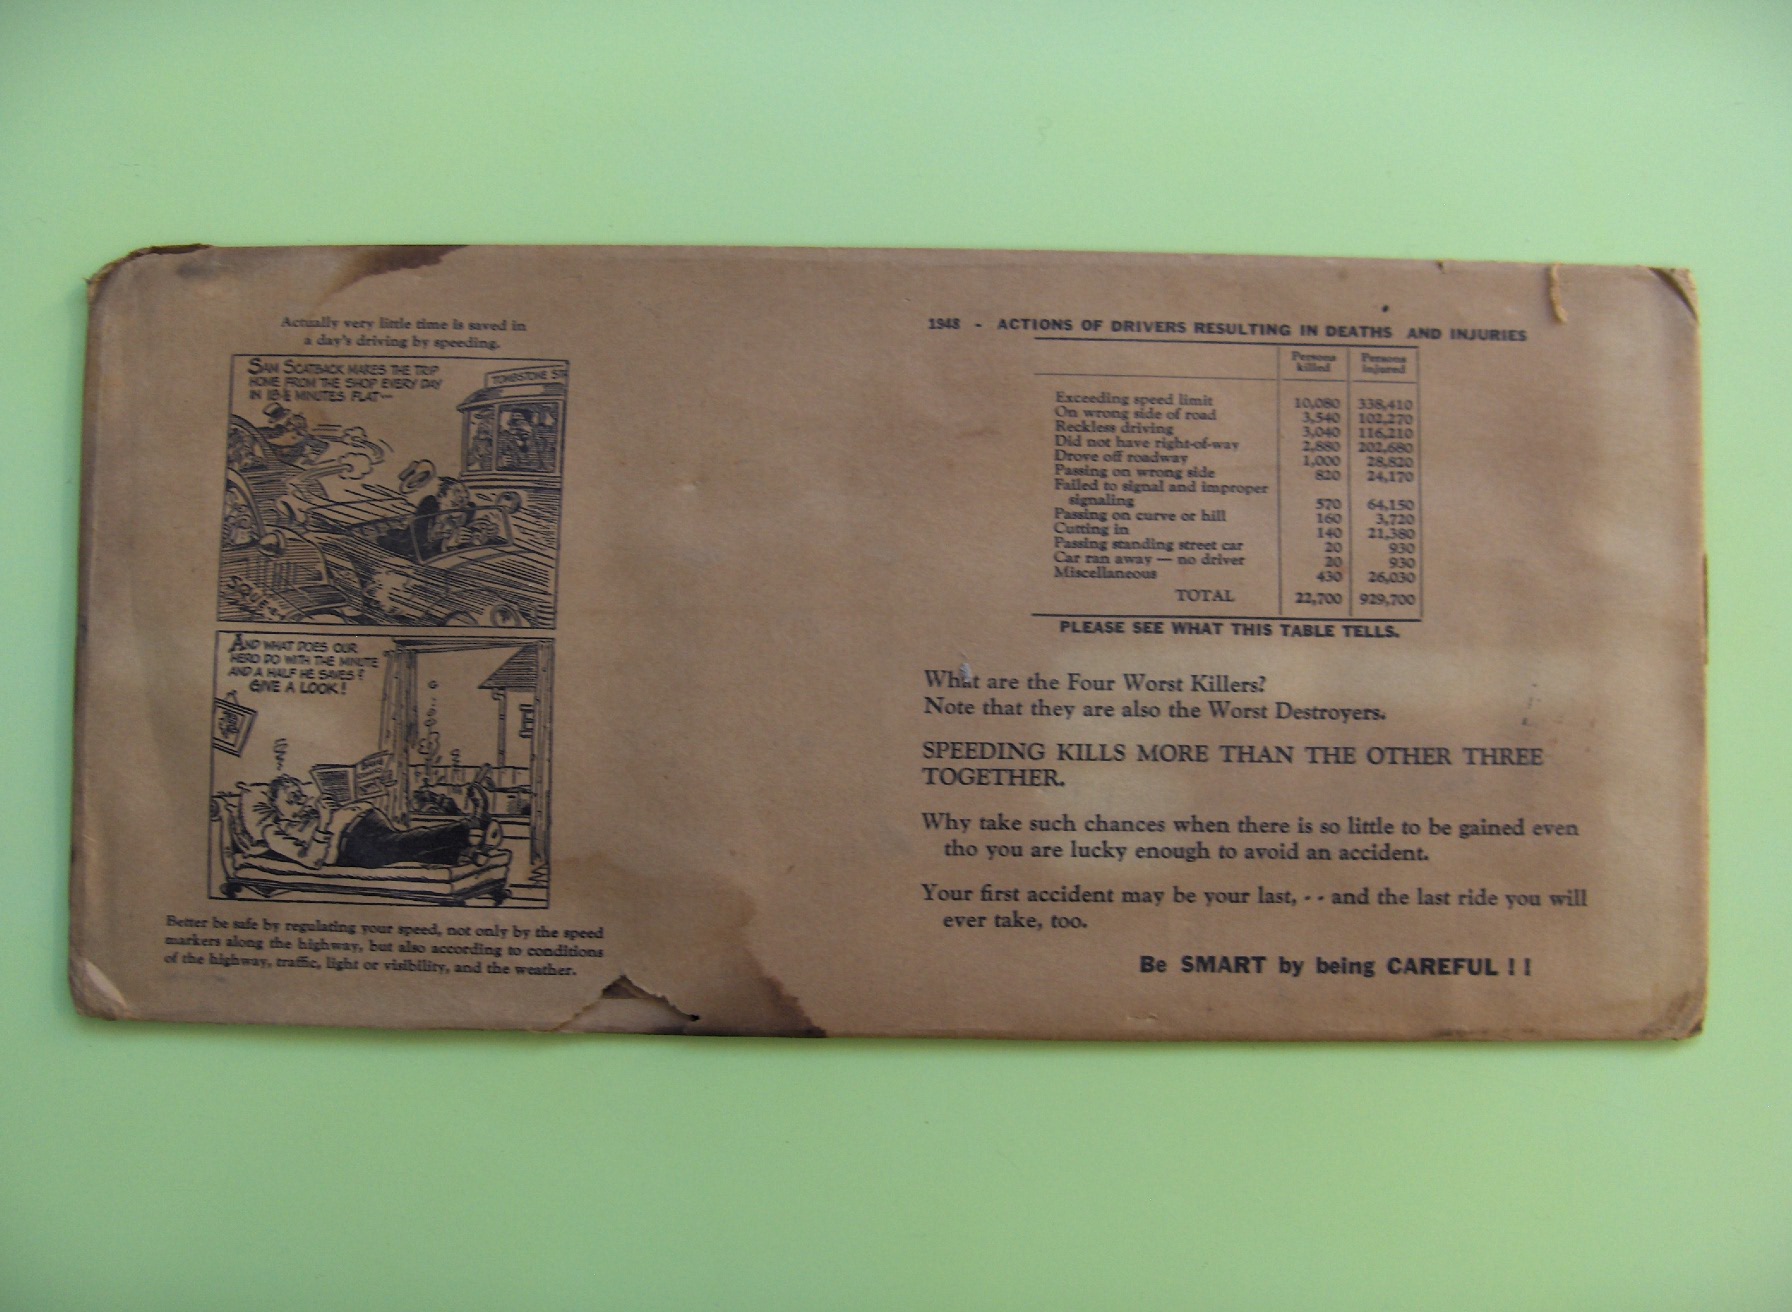 Actually very little time is saved in
a day's driving by speeding.
SAM SCATBACK MAKES THE TRIP
HOME FROM THE SHOP EVERY DAY
IN 18½ MINUTES FLAT—
TOMBSTONE ST
SQUE-E
AND WHAT DOES OUR
HERO DO WITH THE MINUTE
AND A HALF HE SAVES?
GIVE A LOOK!
Better be safe by regulating your speed, not only by the speed
markers along the highway, but also according to conditions
of the highway, traffic, light or visibility, and the weather.
1948 - ACTIONS OF DRIVERS RESULTING IN DEATHS AND INJURIES
Persons killed Persons injured
Exceeding speed limit 10,080 338,410
On wrong side of road 3,540 102,270
Reckless driving 3,040 116,210
Did not have right-of-way 2,880 202,680
Drove off roadway 1,000 28,820
Passing on wrong side 820 24,170
Failed to signal and improper
signaling 570 64,150
Passing on curve or hill 160 3,720
Cutting in 140 21,380
Passing standing street car 20 930
Car ran away — no driver 20 930
Miscellaneous 430 26,030
TOTAL 22,700 929,700
PLEASE SEE WHAT THIS TABLE TELLS.
What are the Four Worst Killers?
Note that they are also the Worst Destroyers.
SPEEDING KILLS MORE THAN THE OTHER THREE
TOGETHER.
Why take such chances when there is so little to be gained even
tho you are lucky enough to avoid an accident.
Your first accident may be your last, - - and the last ride you will
ever take, too.
Be SMART by being CAREFUL ! !